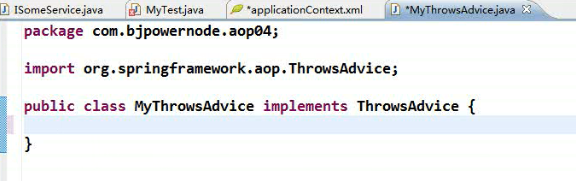 ISomeService.java MyTest.java *applicationContext.xml *MyThrowsAdvice.java
package com.bjpowernode.aop04;
import org.springframework.aop.ThrowsAdvice;
public class MyThrowsAdvice implements ThrowsAdvice {
}